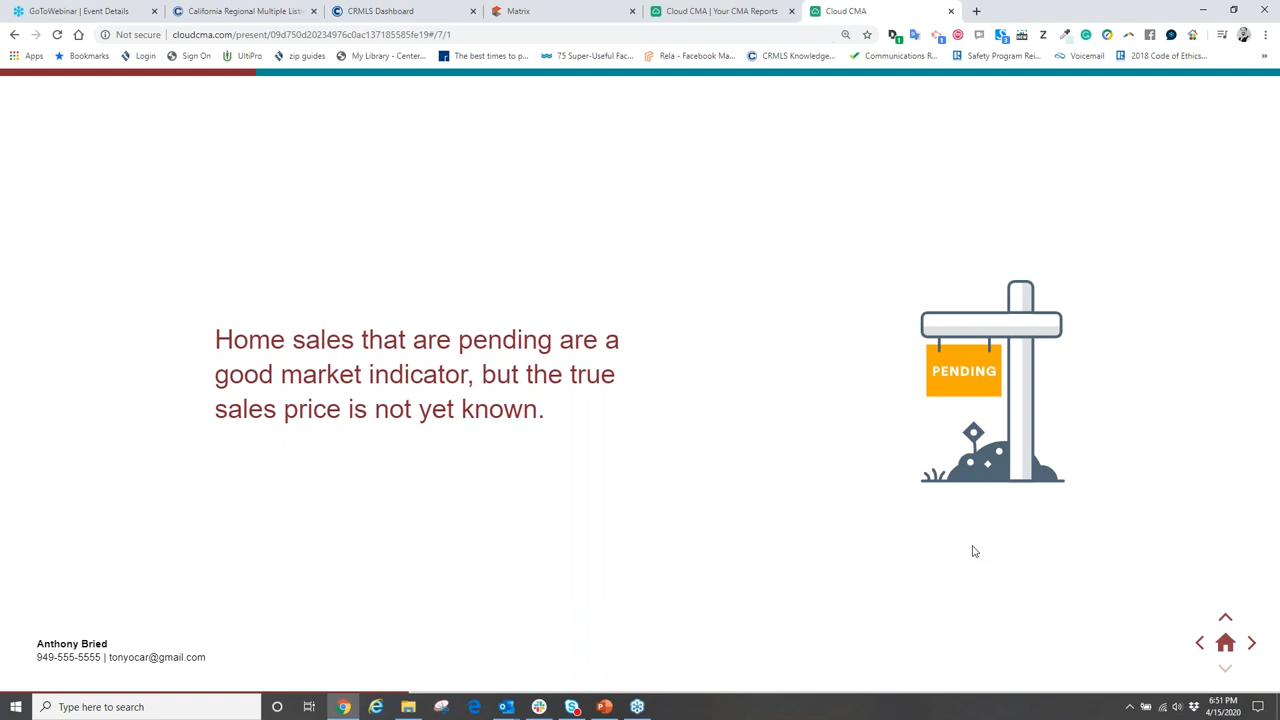 GoToWebinar | Event Details
California Regional Multiple Listi
CRMLS Dashboard
Matrix
Cloud CMA | Your CMA Reports
Cloud CMA
Not secure
cloudcma.com/present/09d750d20234976c0ac137185585fe19#/7/1
Apps
Bookmarks
Login
Sign On
UltiPro
zip guides
My Library - Center...
The best times to p...
75 Super-Useful Fac...
Rela - Facebook Ma...
CRMLS Knowledge...
Communications R...
Safety Program Rei...
Voicemail
2018 Code of Ethics...
Home sales that are pending are a
good market indicator, but the true
sales price is not yet known.
PENDING
Anthony Bried
949-555-5555 | tonyocar@gmail.com
Type here to search
6:51 PM
4/15/2020